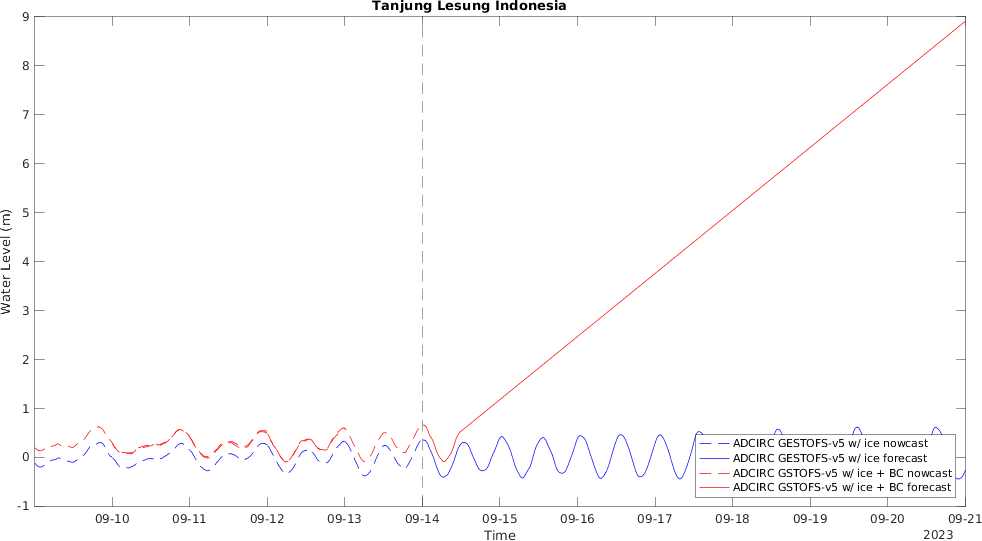 Tanjung Lesung Indonesia
Water Level (m)
9
8
7
6
5
4
3
2
1
0
-1
ADCIRC GESTOFS-v5 w/ ice nowcast
ADCIRC GESTOFS-v5 w/ ice forecast
ADCIRC GSTOFS-v5 w/ ice + BC nowcast
ADCIRC GSTOFS-v5 w/ ice + BC forecast
09-10 09-11 09-12 09-13 09-14 09-15 09-16 09-17 09-18 09-19 09-20 09-21
Time 2023